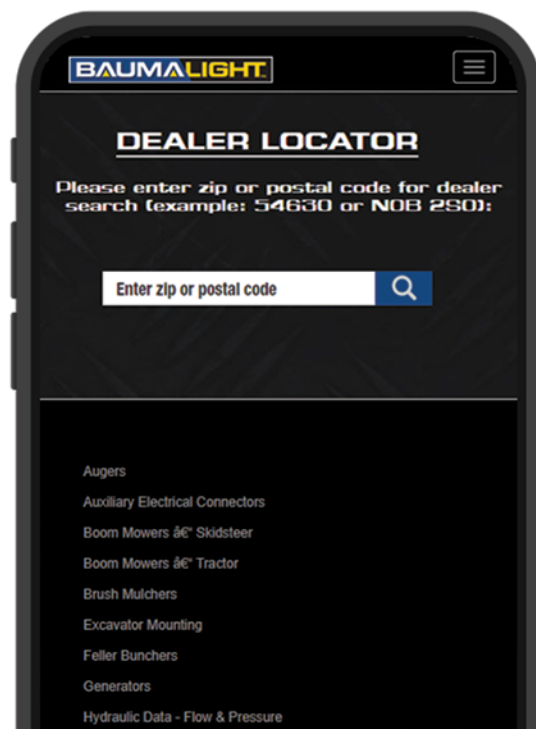 BAUMALIGHT
DEALER LOCATOR
Please enter zip or postal code for dealer
search (example: 54630 or N0B 2S0):
Enter zip or postal code
Augers
Auxiliary Electrical Connectors
Boom Mowers â€“ Skidsteer
Boom Mowers â€“ Tractor
Brush Mulchers
Excavator Mounting
Feller Bunchers
Generators
Hydraulic Data - Flow & Pressure